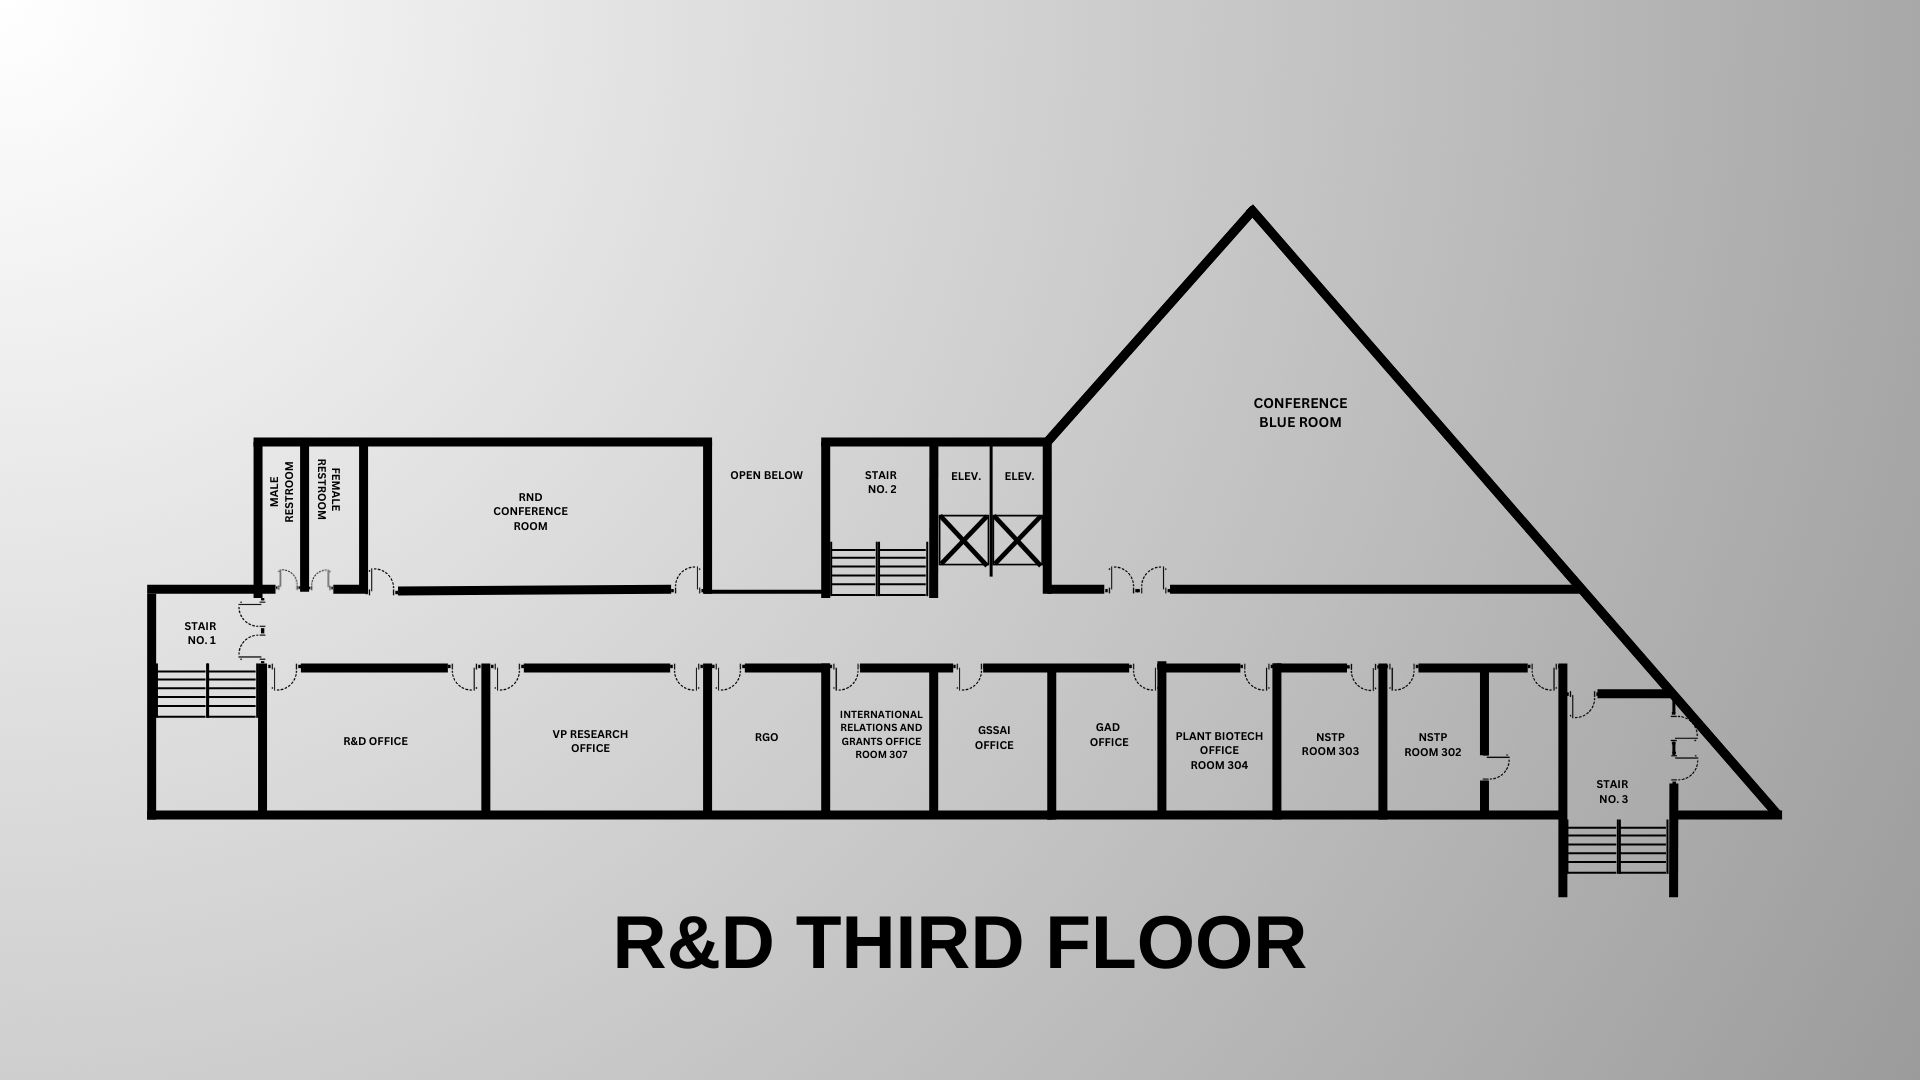 CONFERENCE
BLUE ROOM
MALE
RESTROOM
FEMALE
RESTROOM
RND
CONFERENCE
ROOM
OPEN BELOW
STAIR
NO. 2
ELEV.
ELEV.
STAIR
NO. 1
R&D OFFICE
VP RESEARCH
OFFICE
RGO
INTERNATIONAL
RELATIONS AND
GRANTS OFFICE
ROOM 307
GSSAI
OFFICE
GAD
OFFICE
PLANT BIOTECH
OFFICE
ROOM 304
NSTP
ROOM 303
NSTP
ROOM 302
STAIR
NO. 3
R&D THIRD FLOOR